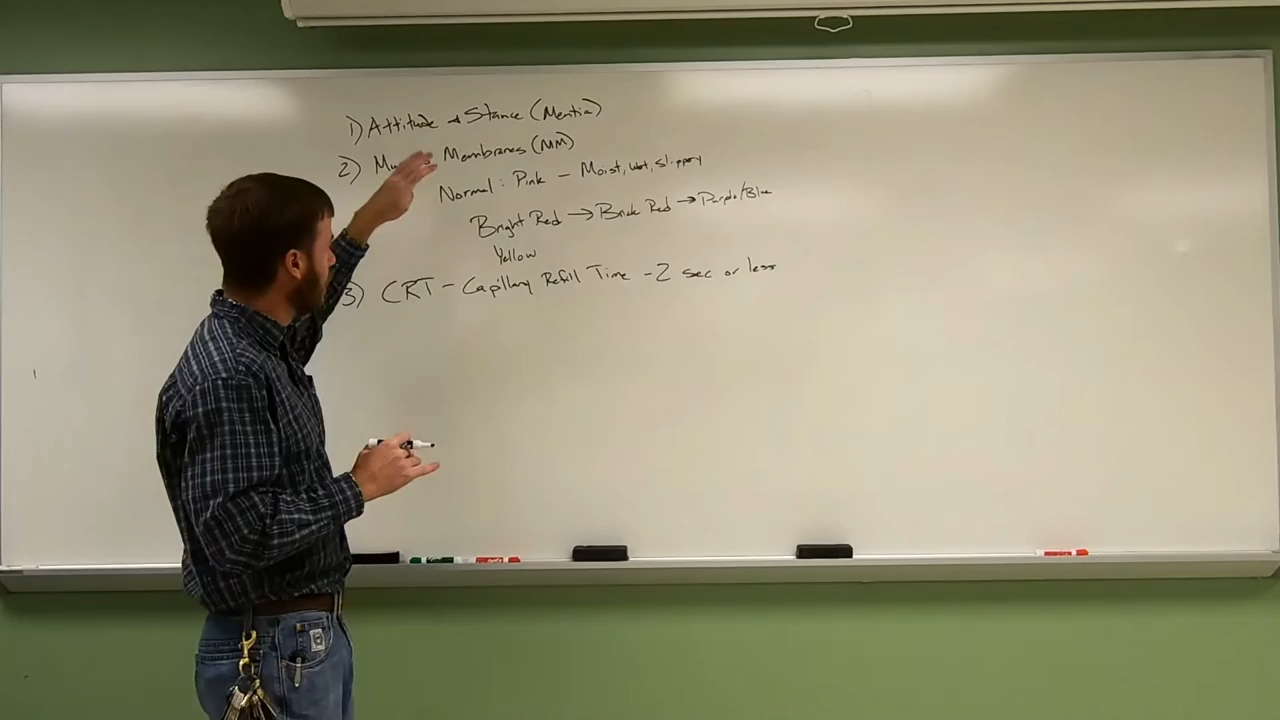 1) Attitude & Stance (Mentia)
2) Membranes (MM)
Normal: Pink - Moist, wet, slippery
Bright Red → Brick Red → Purple/Blue
Yellow
3) CRT - Capillary Refill Time - 2 sec or less